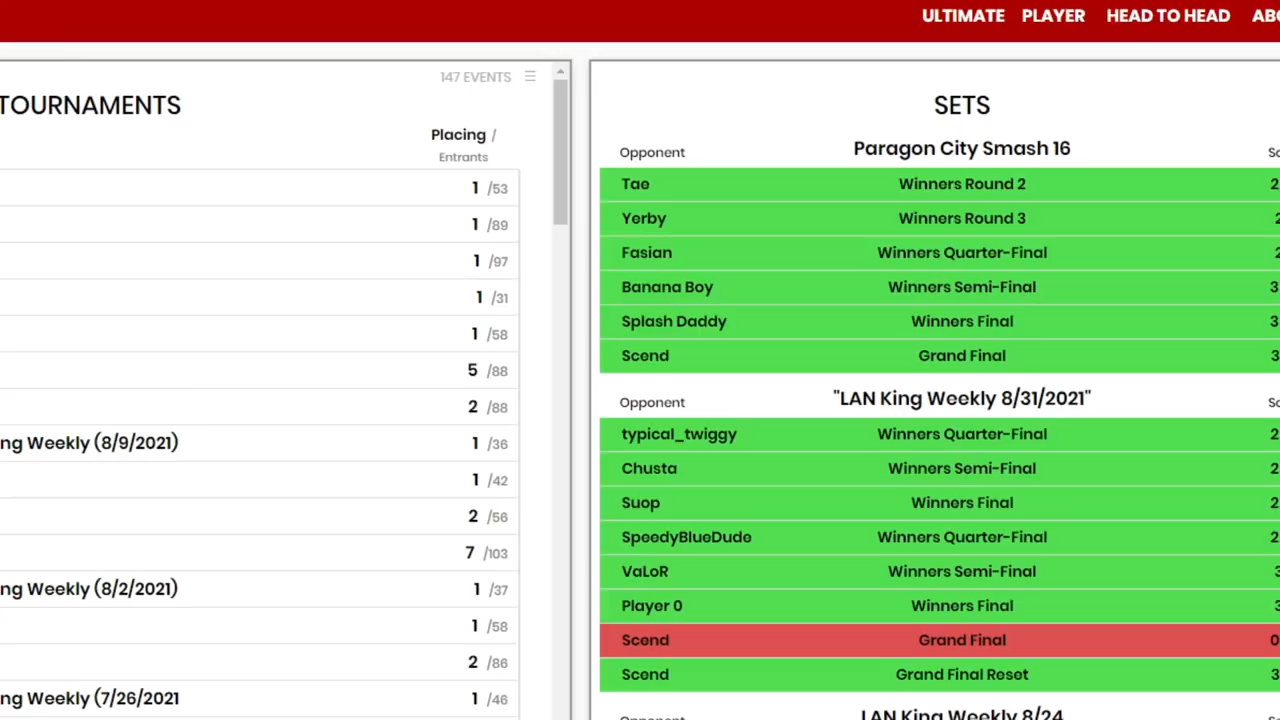 ULTIMATE PLAYER HEAD TO HEAD
147 EVENTS
TOURNAMENTS
Placing /
Entrants
1 /53
1 /89
1 /97
1 /31
1 /58
5 /88
2 /88
ng Weekly (8/9/2021) 1 /36
1 /42
2 /56
7 /103
ng Weekly (8/2/2021) 1 /37
1 /58
2 /86
ng Weekly (7/26/2021 1 /46
SETS
Opponent Paragon City Smash 16
Tae Winners Round 2 2
Yerby Winners Round 3 2
Fasian Winners Quarter-Final 2
Banana Boy Winners Semi-Final 3
Splash Daddy Winners Final 3
Scend Grand Final 3
Opponent "LAN King Weekly 8/31/2021"
typical_twiggy Winners Quarter-Final 2
Chusta Winners Semi-Final 2
Suop Winners Final 2
SpeedyBlueDude Winners Quarter-Final 2
VaLoR Winners Semi-Final 3
Player 0 Winners Final 3
Scend Grand Final 0
Scend Grand Final Reset 3
Opponent LAN King Weekly 8/24